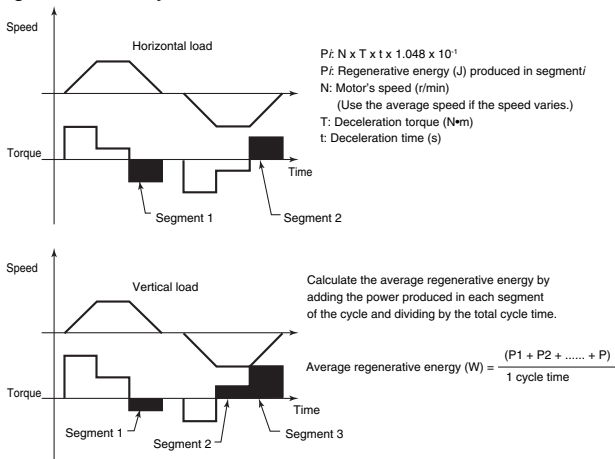 Speed
Horizontal load
Pi: N x T x t x 1.048 x 10-1
Pi: Regenerative energy (J) produced in segmenti
N: Motor's speed (r/min)
(Use the average speed if the speed varies.)
T: Deceleration torque (N•m)
t: Deceleration time (s)
Torque
Time
Segment 1
Segment 2
Speed
Vertical load
Calculate the average regenerative energy by
adding the power produced in each segment
of the cycle and dividing by the total cycle time.
Average regenerative energy (W) = (P1 + P2 + ...... + P)
1 cycle time
Torque
Time
Segment 1
Segment 2
Segment 3